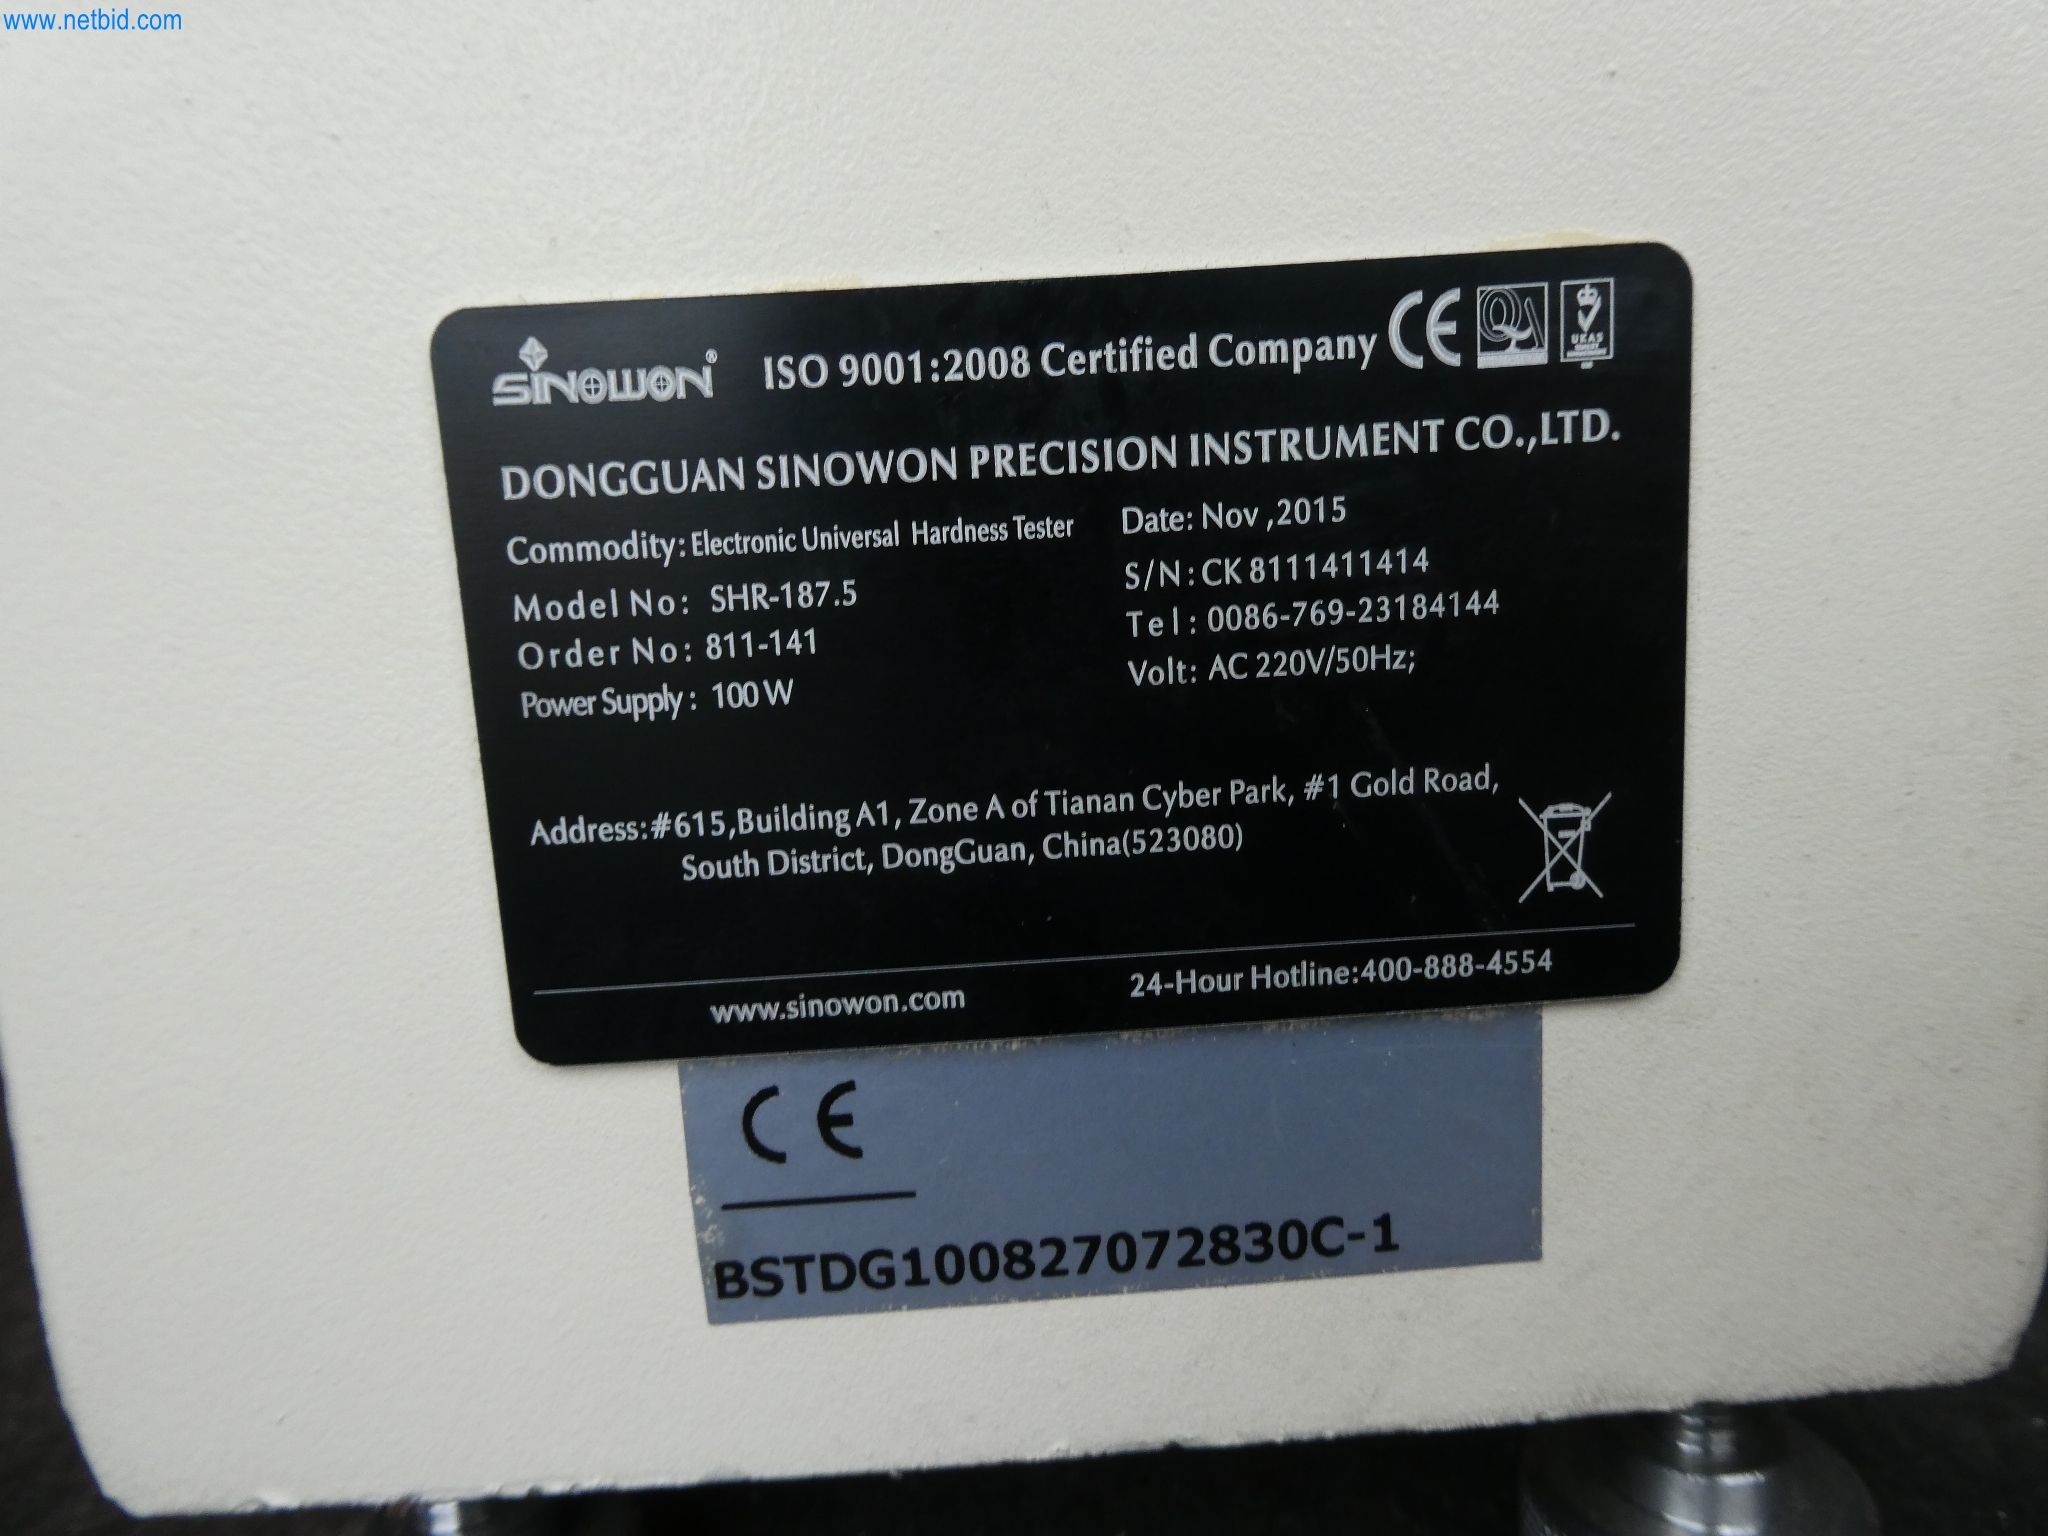 www.netbid.com
SINOWON® ISO 9001:2008 Certified Company CE QA UKAS
DONGGUAN SINOWON PRECISION INSTRUMENT CO.,LTD.
Commodity: Electronic Universal Hardness Tester
Date: Nov ,2015
Model No: SHR-187.5
S/N: CK 8111411414
Order No: 811-141
Tel: 0086-769-23184144
Power Supply: 100 W
Volt: AC 220V/50Hz;
Address:#615,Building A1, Zone A of Tianan Cyber Park, #1 Gold Road,
South District, DongGuan, China(523080)
www.sinowon.com
24-Hour Hotline:400-888-4554
CE
BSTDG100827072830C-1